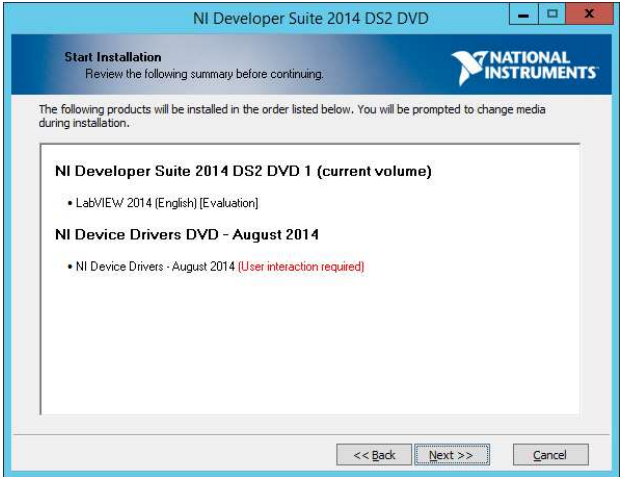 NI Developer Suite 2014 DS2 DVD
Start Installation
Review the following summary before continuing.
NATIONAL
INSTRUMENTS
The following products will be installed in the order listed below. You will be prompted to change media
during installation.
NI Developer Suite 2014 DS2 DVD 1 (current volume)
• LabVIEW 2014 (English) [Evaluation]
NI Device Drivers DVD - August 2014
• NI Device Drivers - August 2014 (User interaction required)
<< Back Next >> Cancel